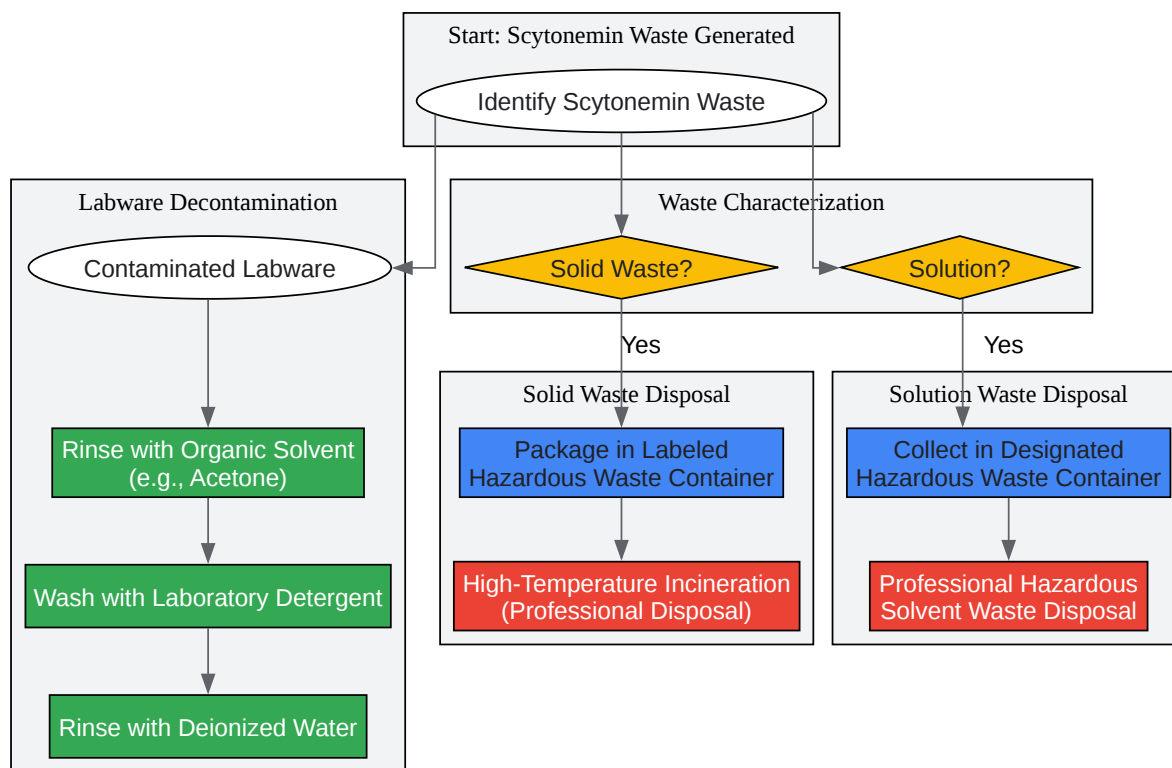 Start: Scytonemin Waste Generated
Identify Scytonemin Waste
Labware Decontamination
Contaminated Labware
Rinse with Organic Solvent
(e.g., Acetone)
Wash with Laboratory Detergent
Rinse with Deionized Water
Waste Characterization
Solid Waste?
Solution?
Yes
Yes
Solid Waste Disposal
Package in Labeled
Hazardous Waste Container
High-Temperature Incineration
(Professional Disposal)
Solution Waste Disposal
Collect in Designated
Hazardous Waste Container
Professional Hazardous
Solvent Waste Disposal